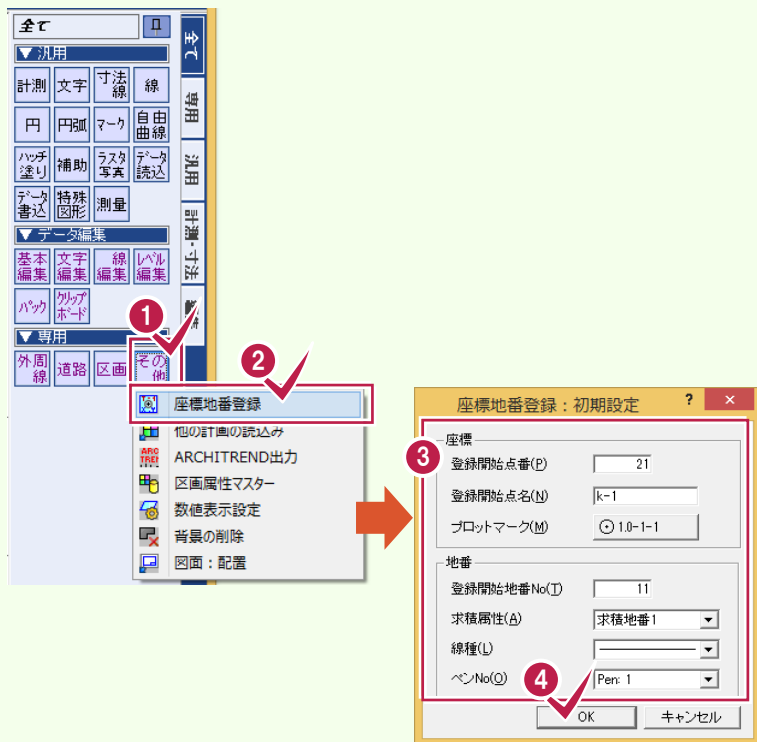 全て
▼ 汎用
計測 文字 寸法線 線
円 円弧 マーク 自由曲線
ハッチ塗り 補助 ラスタ写真 データ読込
データ書込 特殊図形 測量
▼ データ編集
基本編集 文字編集 線編集 レベル編集
パック クリップボード
▼ 専用
外周線 道路 区画 その他
全て
専用
汎用
計測・寸法
1
2
座標地番登録
他の計画の読込み
ARCHITREND出力
区画属性マスター
数値表示設定
背景の削除
図面：配置
座標地番登録：初期設定 ? ×
3
座標
登録開始点番(P) 21
登録開始点名(N) k-1
プロットマーク(M) 1.0-1-1
地番
登録開始地番No(T) 11
求積属性(A) 求積地番1
線種(L)
ペンNo(O) Pen: 1
4
OK キャンセル